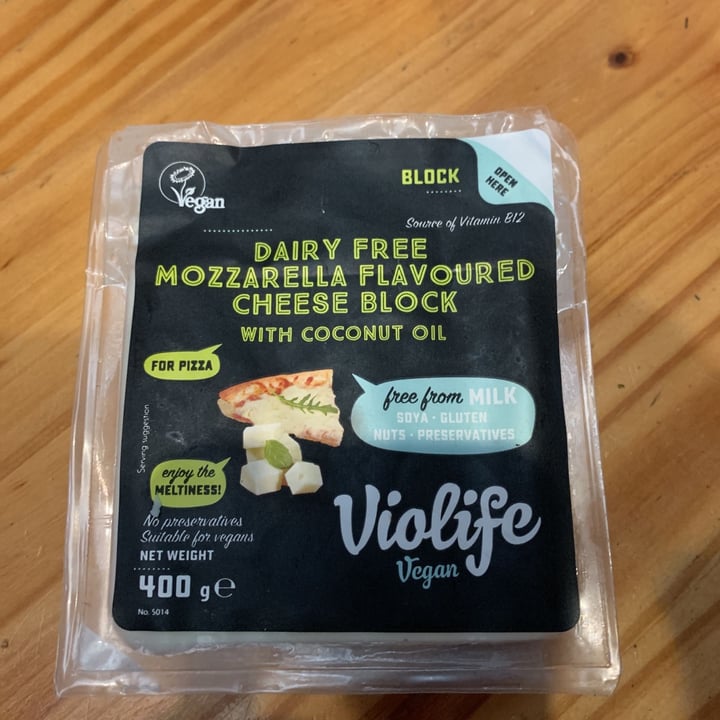 Vegan
BLOCK
OPEN
HERE
Source of Vitamin B12
DAIRY FREE
MOZZARELLA FLAVOURED
CHEESE BLOCK
WITH COCONUT OIL
FOR PIZZA
free from MILK
SOYA · GLUTEN
NUTS · PRESERVATIVES
Serving suggestion
enjoy the
MELTINESS!
No preservatives
Suitable for vegans
NET WEIGHT
400 g e
No. 5014
Violife
Vegan